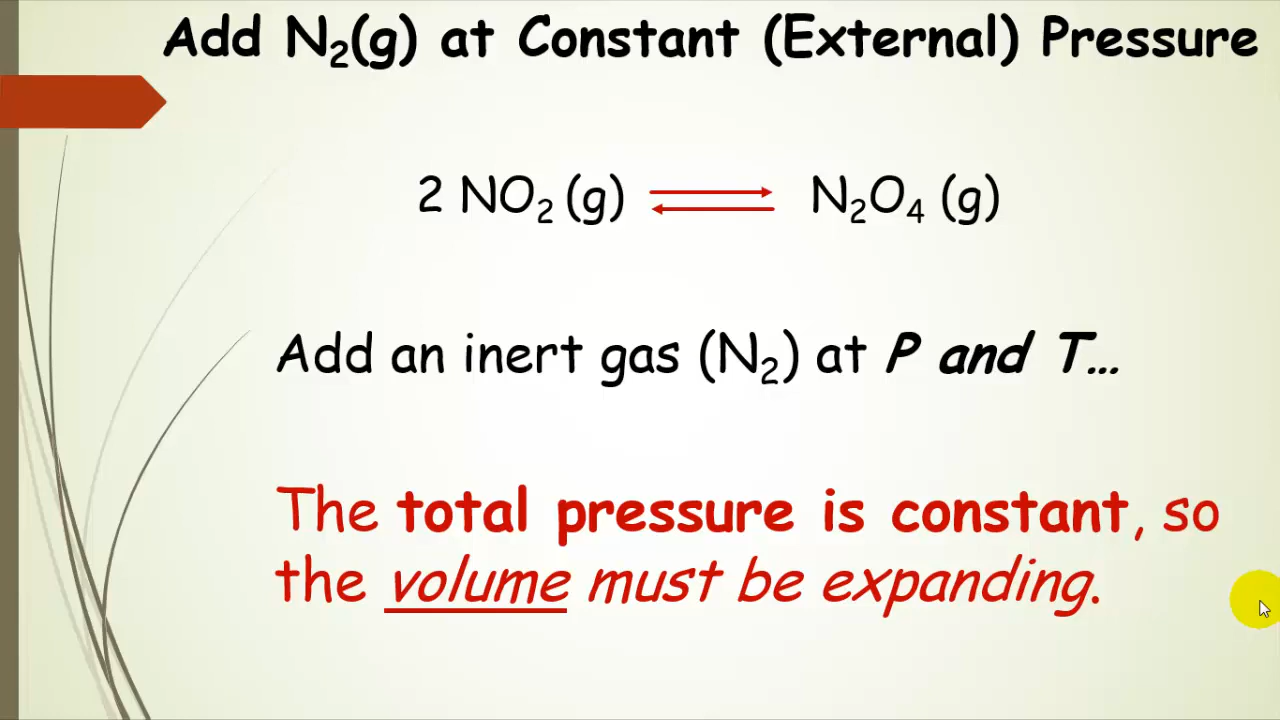 Add N₂(g) at Constant (External) Pressure
2 NO₂ (g) ⇌ N₂O₄ (g)
Add an inert gas (N₂) at P and T...
The total pressure is constant, so
the volume must be expanding.